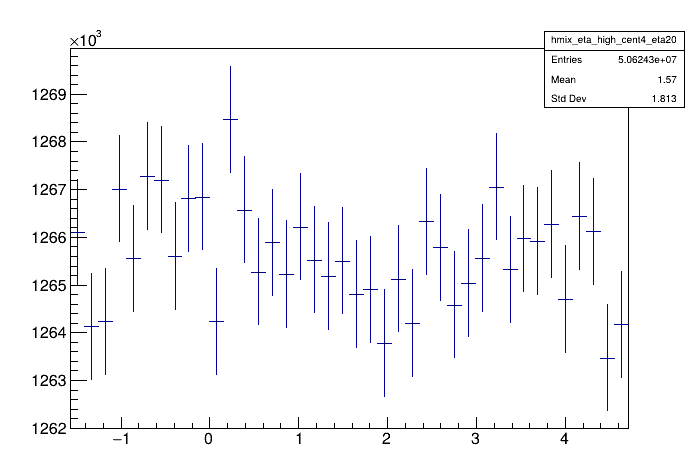 ×10³
hmix_eta_high_cent4_eta20
Entries 5.06243e+07
Mean 1.57
Std Dev 1.813
1269
1268
1267
1266
1265
1264
1263
1262
−1 0 1 2 3 4